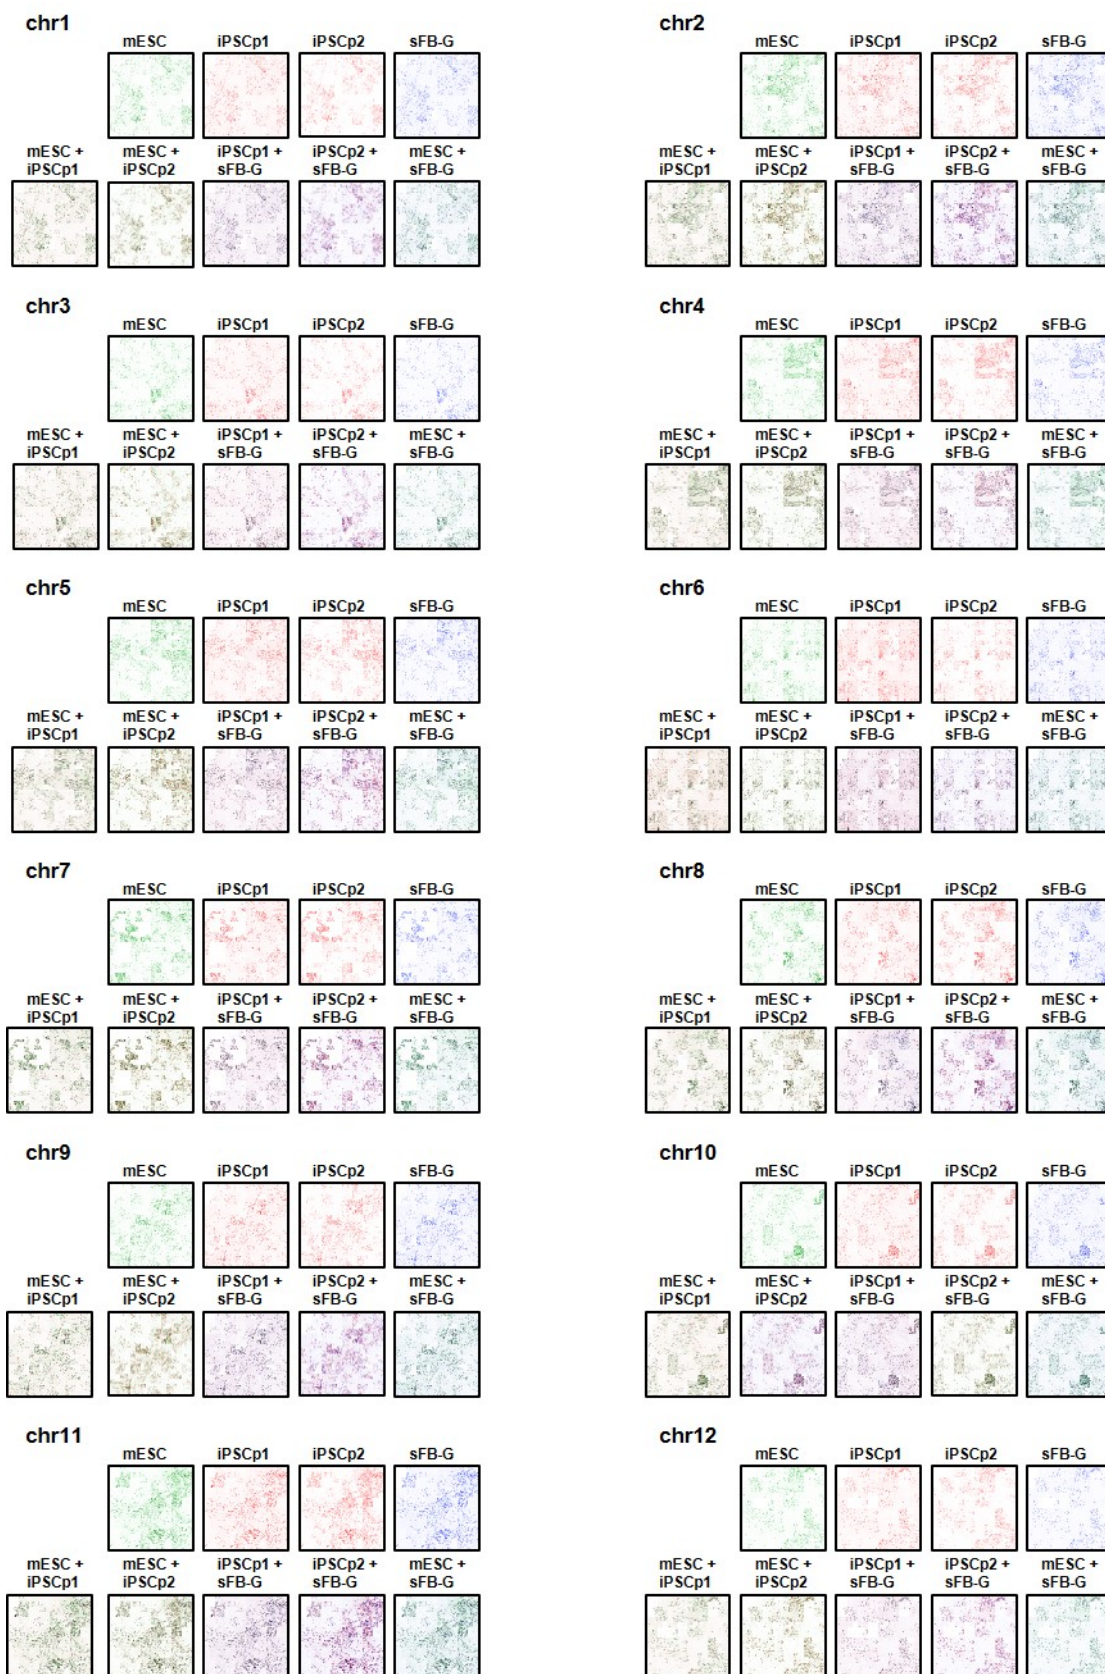 chr1
mESC iPSCp1 iPSCp2 sFB-G
mESC + mESC + iPSCp1 + iPSCp2 + mESC +
iPSCp1 iPSCp2 sFB-G sFB-G sFB-G
chr2
mESC iPSCp1 iPSCp2 sFB-G
mESC + mESC + iPSCp1 + iPSCp2 + mESC +
iPSCp1 iPSCp2 sFB-G sFB-G sFB-G
chr3
mESC iPSCp1 iPSCp2 sFB-G
mESC + mESC + iPSCp1 + iPSCp2 + mESC +
iPSCp1 iPSCp2 sFB-G sFB-G sFB-G
chr4
mESC iPSCp1 iPSCp2 sFB-G
mESC + mESC + iPSCp1 + iPSCp2 + mESC +
iPSCp1 iPSCp2 sFB-G sFB-G sFB-G
chr5
mESC iPSCp1 iPSCp2 sFB-G
mESC + mESC + iPSCp1 + iPSCp2 + mESC +
iPSCp1 iPSCp2 sFB-G sFB-G sFB-G
chr6
mESC iPSCp1 iPSCp2 sFB-G
mESC + mESC + iPSCp1 + iPSCp2 + mESC +
iPSCp1 iPSCp2 sFB-G sFB-G sFB-G
chr7
mESC iPSCp1 iPSCp2 sFB-G
mESC + mESC + iPSCp1 + iPSCp2 + mESC +
iPSCp1 iPSCp2 sFB-G sFB-G sFB-G
chr8
mESC iPSCp1 iPSCp2 sFB-G
mESC + mESC + iPSCp1 + iPSCp2 + mESC +
iPSCp1 iPSCp2 sFB-G sFB-G sFB-G
chr9
mESC iPSCp1 iPSCp2 sFB-G
mESC + mESC + iPSCp1 + iPSCp2 + mESC +
iPSCp1 iPSCp2 sFB-G sFB-G sFB-G
chr10
mESC iPSCp1 iPSCp2 sFB-G
mESC + mESC + iPSCp1 + iPSCp2 + mESC +
iPSCp1 iPSCp2 sFB-G sFB-G sFB-G
chr11
mESC iPSCp1 iPSCp2 sFB-G
mESC + mESC + iPSCp1 + iPSCp2 + mESC +
iPSCp1 iPSCp2 sFB-G sFB-G sFB-G
chr12
mESC iPSCp1 iPSCp2 sFB-G
mESC + mESC + iPSCp1 + iPSCp2 + mESC +
iPSCp1 iPSCp2 sFB-G sFB-G sFB-G